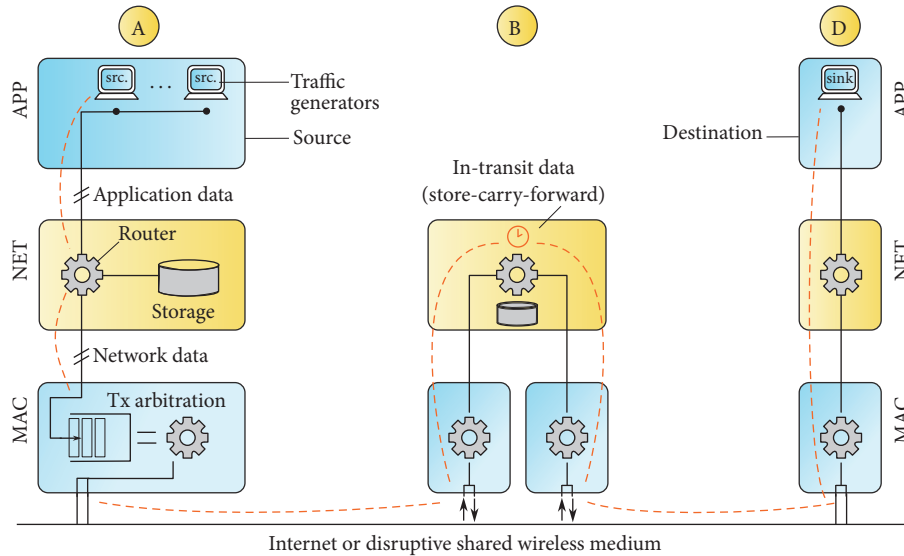 A
B
D
APP
src.
...
src.
Traffic
generators
Source
sink
Destination
APP
Application data
In-transit data
(store-carry-forward)
NET
Router
Storage
NET
Network data
MAC
Tx arbitration
MAC
Internet or disruptive shared wireless medium